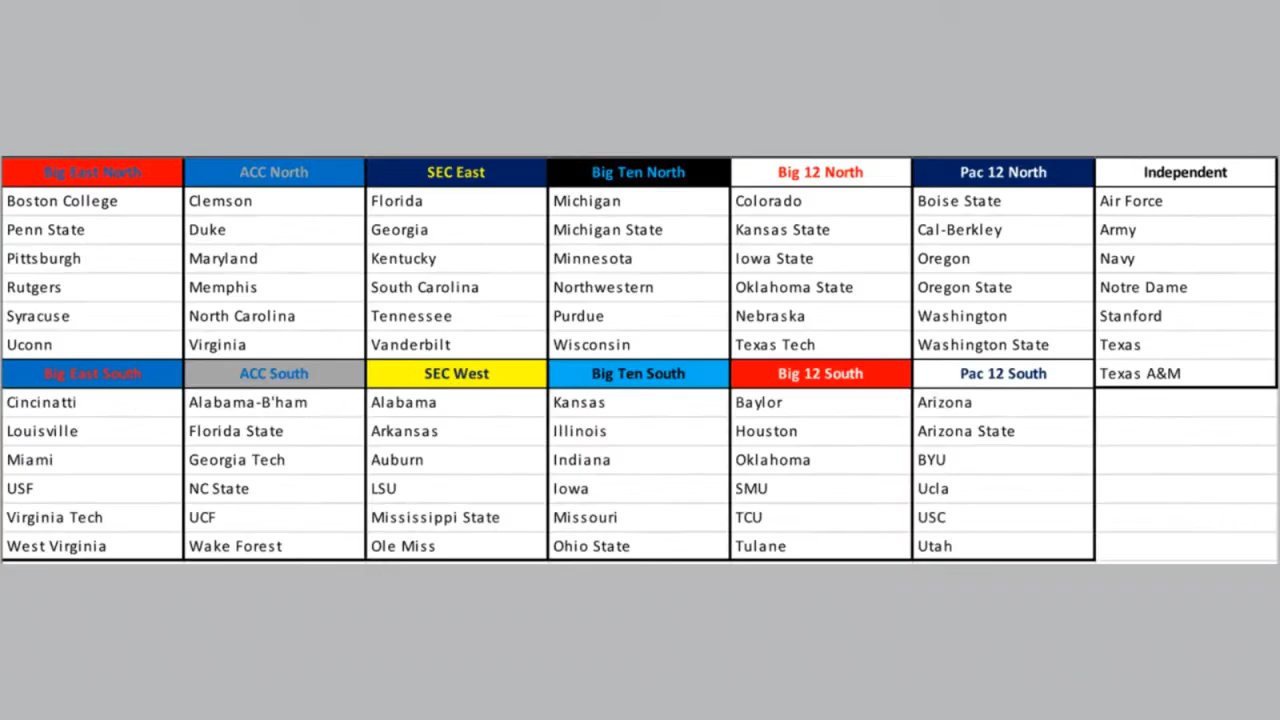 Big East North ACC North SEC East Big Ten North Big 12 North Pac 12 North Independent
Boston College Clemson Florida Michigan Colorado Boise State Air Force
Penn State Duke Georgia Michigan State Kansas State Cal-Berkley Army
Pittsburgh Maryland Kentucky Minnesota Iowa State Oregon Navy
Rutgers Memphis South Carolina Northwestern Oklahoma State Oregon State Notre Dame
Syracuse North Carolina Tennessee Purdue Nebraska Washington Stanford
Uconn Virginia Vanderbilt Wisconsin Texas Tech Washington State Texas
Big East South ACC South SEC West Big Ten South Big 12 South Pac 12 South Texas A&M
Cincinatti Alabama-B'ham Alabama Kansas Baylor Arizona
Louisville Florida State Arkansas Illinois Houston Arizona State
Miami Georgia Tech Auburn Indiana Oklahoma BYU
USF NC State LSU Iowa SMU Ucla
Virginia Tech UCF Mississippi State Missouri TCU USC
West Virginia Wake Forest Ole Miss Ohio State Tulane Utah